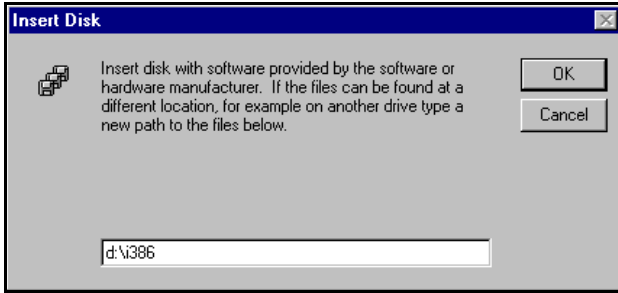 Insert Disk
Insert disk with software provided by the software or
hardware manufacturer.  If the files can be found at a
different location, for example on another drive type a
new path to the files below.
OK
Cancel
d:\i386